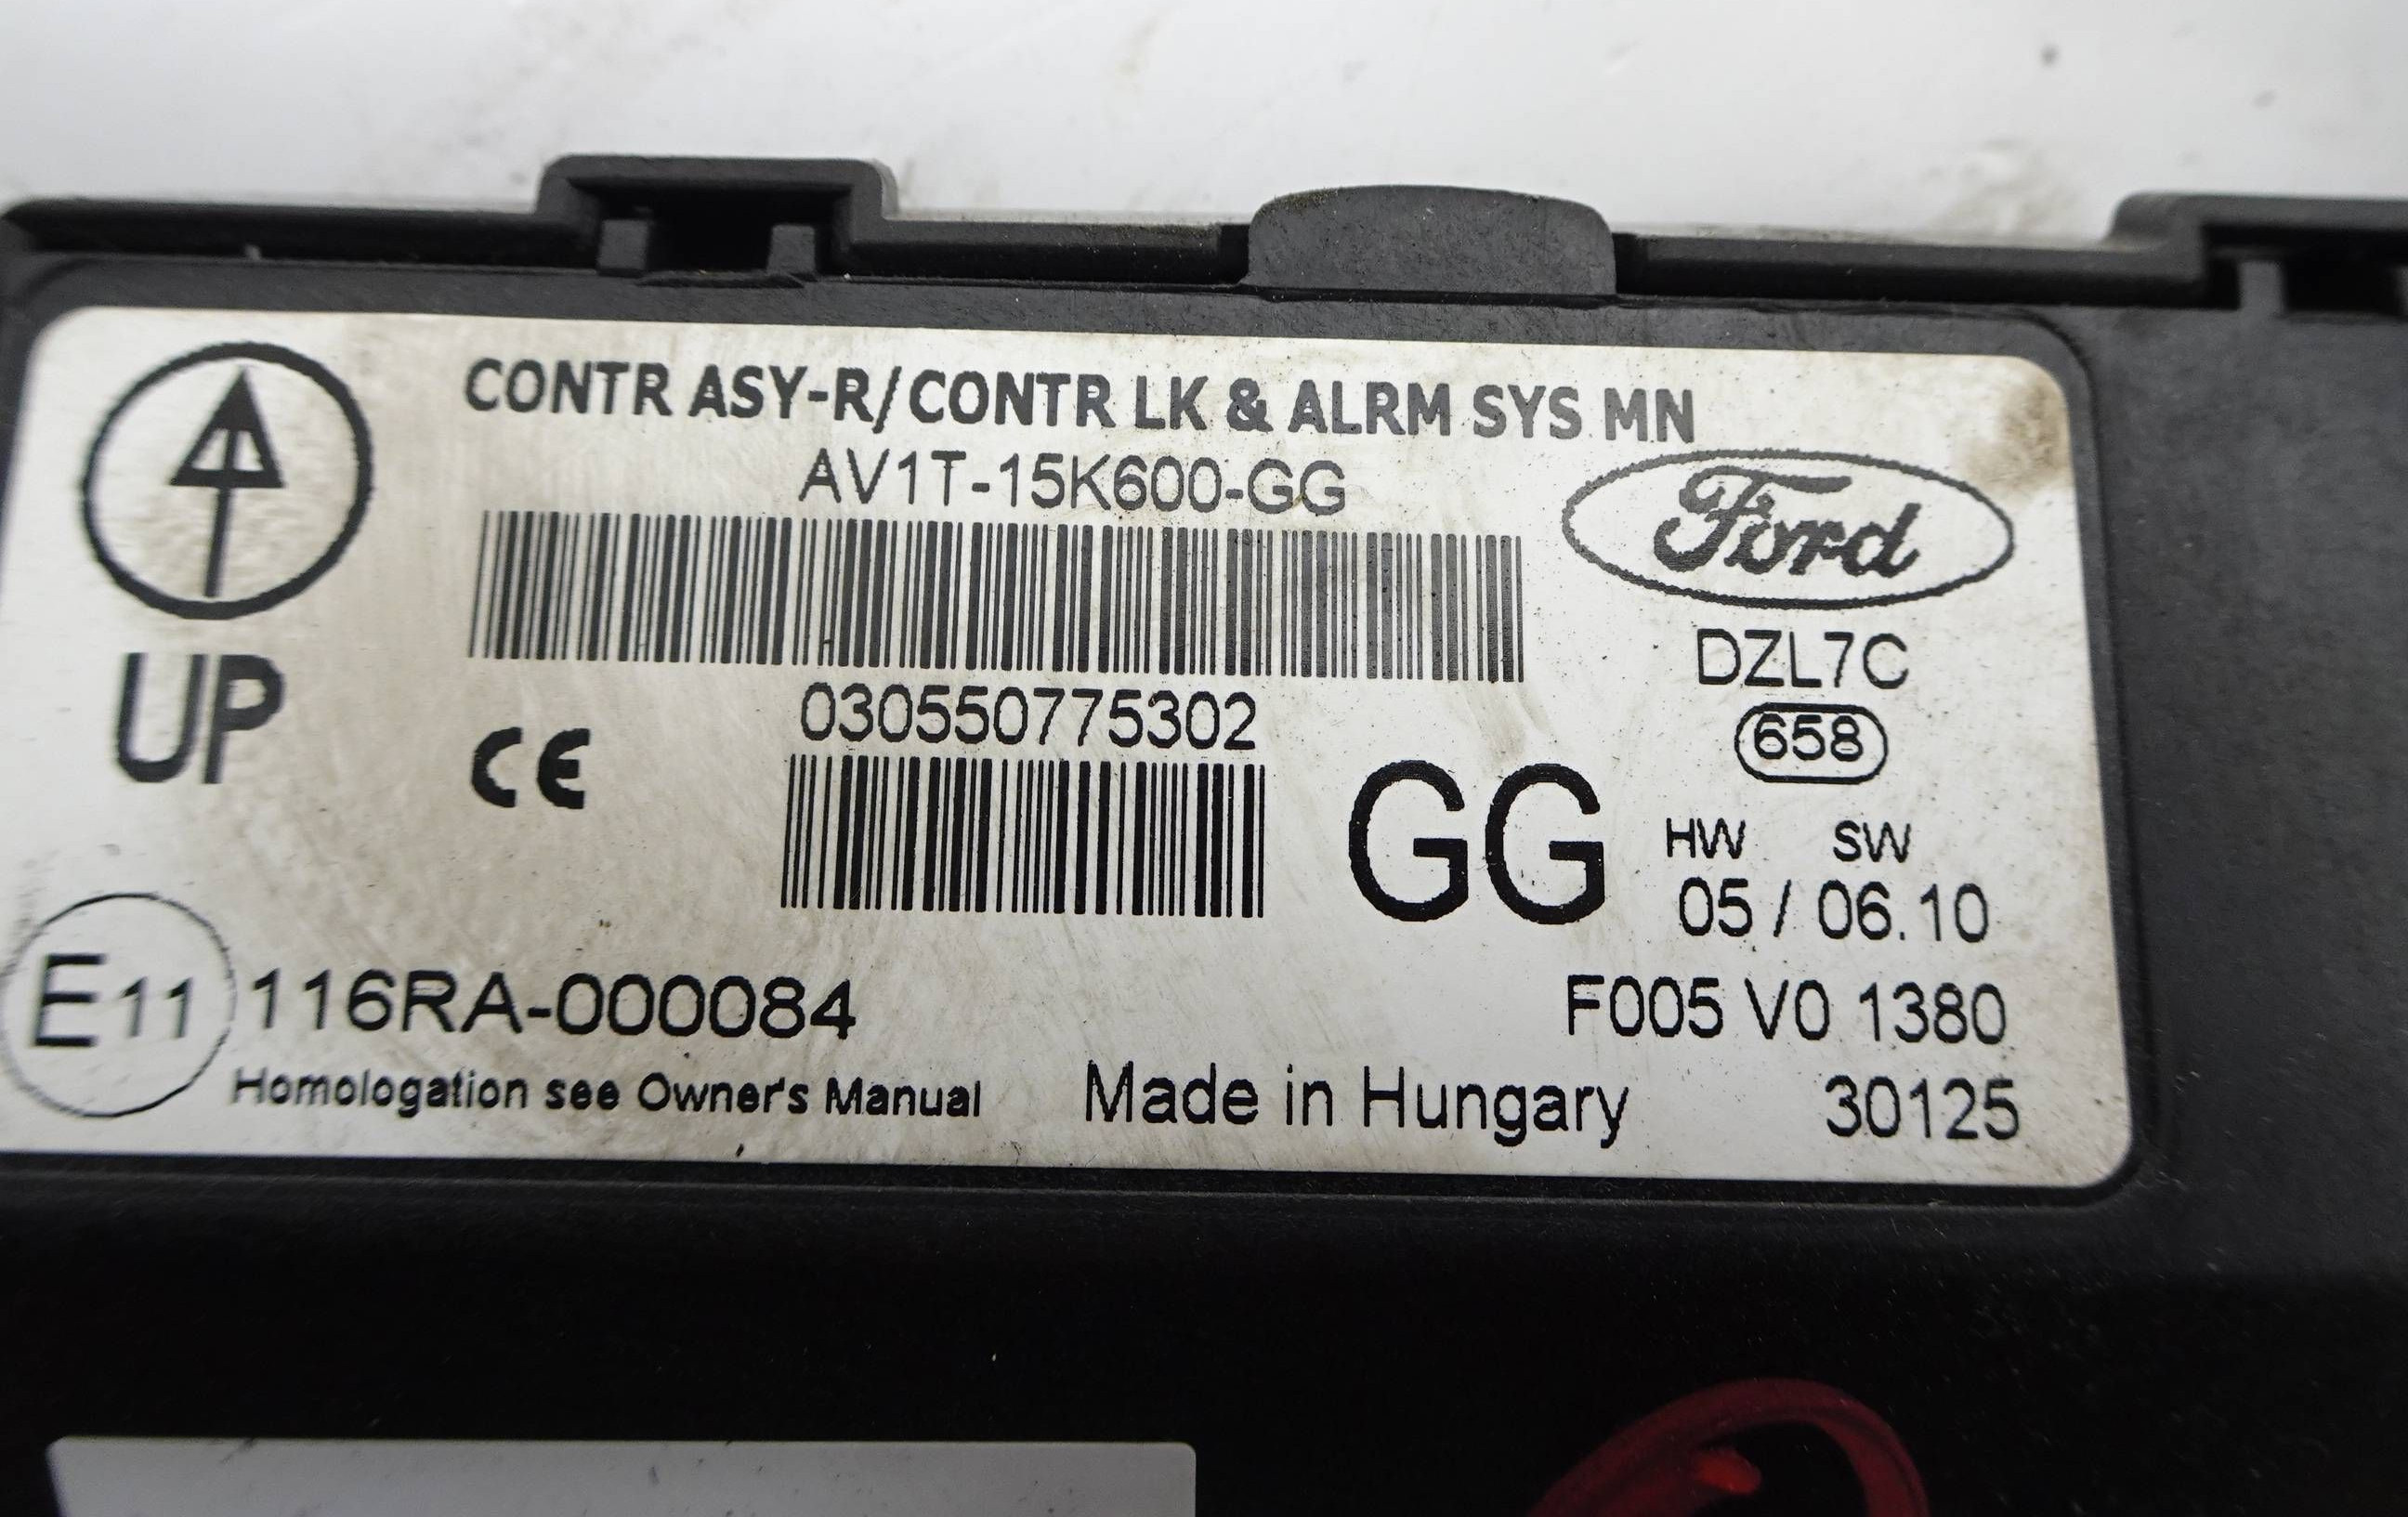 CONTR ASY-R/CONTR LK & ALRM SYS MN
AV1T-15K600-GG
Ford
UP
DZL7C
030550775302
658
CE
GG
HW SW
05 / 06.10
E11 116RA-000084
F005 V0 1380
Homologation see Owner's Manual
Made in Hungary
30125